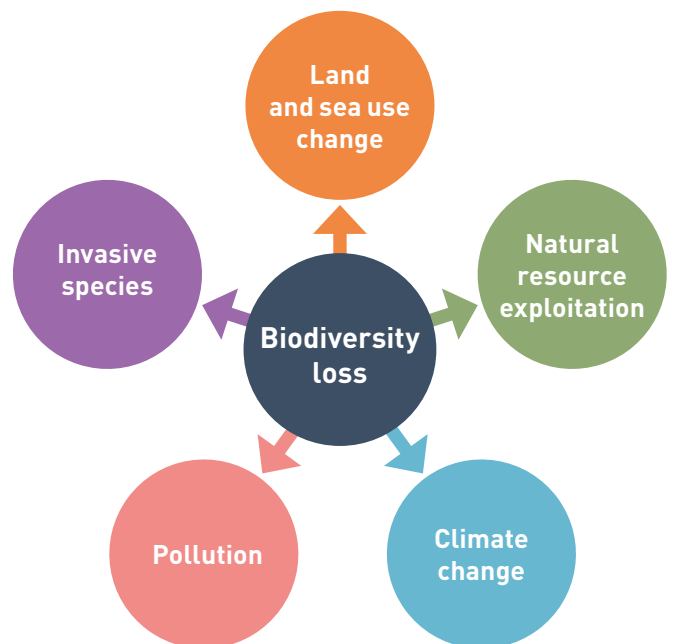 Land
and sea use
change
Invasive
species
Natural
resource
exploitation
Biodiversity
loss
Pollution
Climate
change